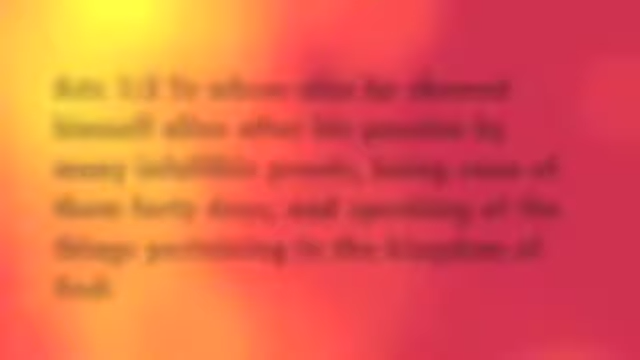 Acts 1:3 To whom also he shewed
himself alive after his passion by
many infallible proofs, being seen of
them forty days, and speaking of the
things pertaining to the kingdom of
God: